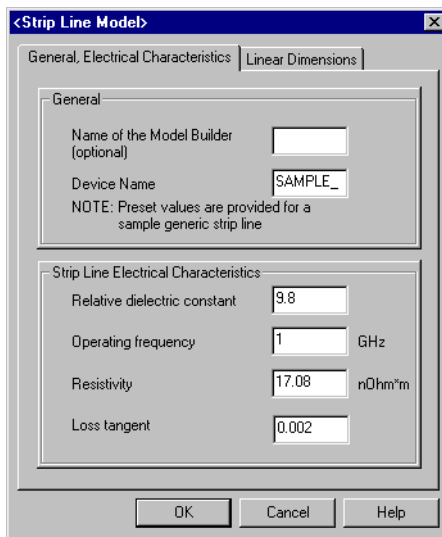 <Strip Line Model>
General, Electrical Characteristics
Linear Dimensions
General
Name of the Model Builder
(optional)
Device Name
SAMPLE_
NOTE: Preset values are provided for a
sample generic strip line
Strip Line Electrical Characteristics
Relative dielectric constant
9.8
Operating frequency
1
GHz
Resistivity
17.08
nOhm*m
Loss tangent
0.002
OK
Cancel
Help